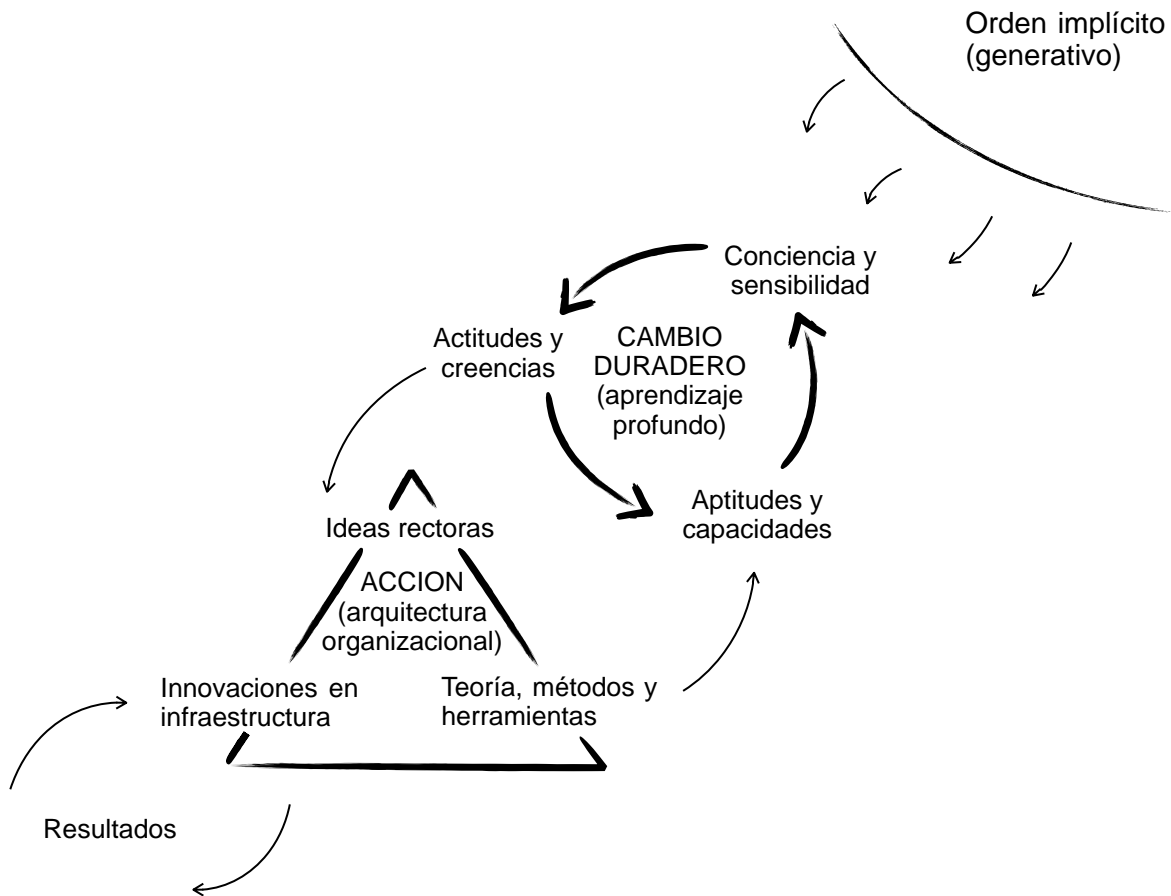 Orden implícito
(generativo)
Conciencia y
sensibilidad
Actitudes y
creencias
CAMBIO
DURADERO
(aprendizaje
profundo)
Aptitudes y
capacidades
Ideas rectoras
ACCION
(arquitectura
organizacional)
Innovaciones en
infraestructura
Teoría, métodos y
herramientas
Resultados